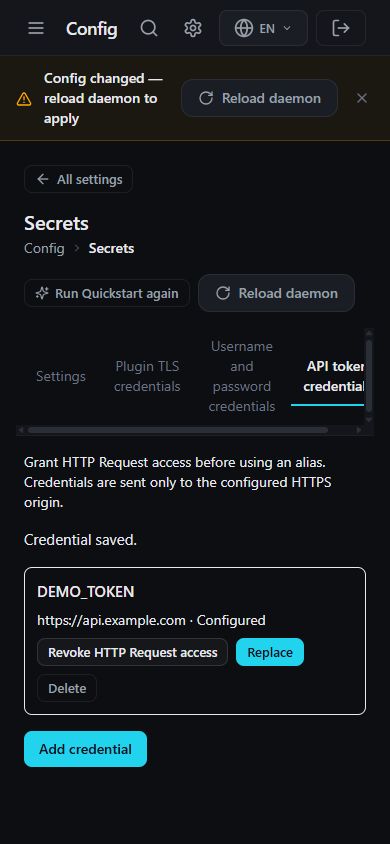 Config
EN
Config changed —
reload daemon to
apply
Reload daemon
All settings
Secrets
Config > Secrets
Run Quickstart again
Reload daemon
Settings
Plugin TLS
credentials
Username
and
password
credentials
API token
credential
Grant HTTP Request access before using an alias.
Credentials are sent only to the configured HTTPS
origin.
Credential saved.
DEMO_TOKEN
https://api.example.com · Configured
Revoke HTTP Request access
Replace
Delete
Add credential